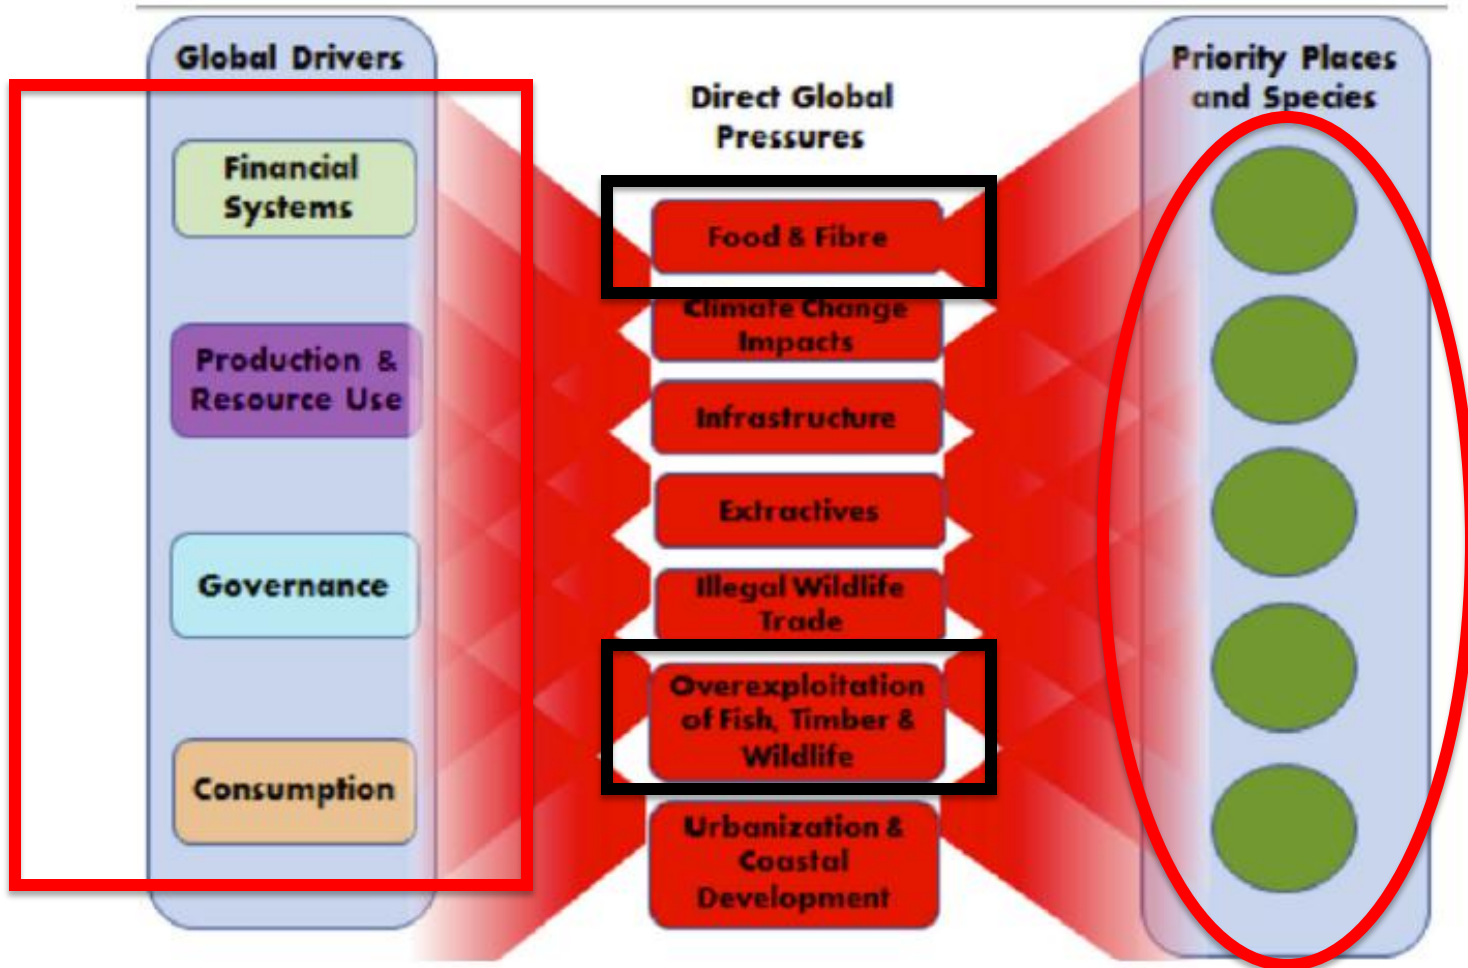 Global Drivers
Financial
Systems
Production &
Resource Use
Governance
Consumption
Direct Global
Pressures
Food & Fibre
Climate Change
Impacts
Infrastructure
Extractives
Illegal Wildlife
Trade
Overexploitation
of Fish, Timber &
Wildlife
Urbanization &
Coastal
Development
Priority Places
and Species